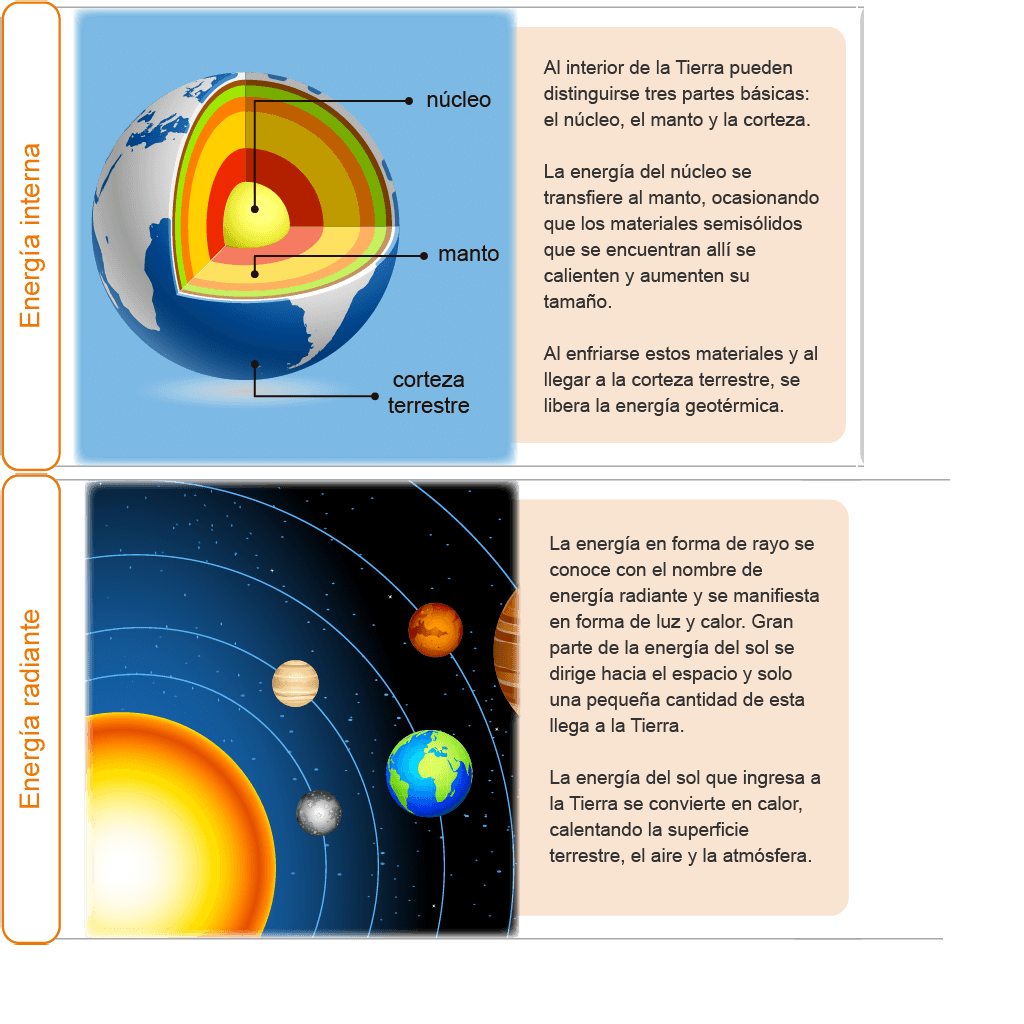 Energía interna
núcleo
manto
corteza
terrestre
Al interior de la Tierra pueden
distinguirse tres partes básicas:
el núcleo, el manto y la corteza.
La energía del núcleo se
transfiere al manto, ocasionando
que los materiales semisólidos
que se encuentran allí se
calienten y aumenten su
tamaño.
Al enfriarse estos materiales y al
llegar a la corteza terrestre, se
libera la energía geotérmica.
Energía radiante
La energía en forma de rayo se
conoce con el nombre de
energía radiante y se manifiesta
en forma de luz y calor. Gran
parte de la energía del sol se
dirige hacia el espacio y solo
una pequeña cantidad de esta
llega a la Tierra.
La energía del sol que ingresa a
la Tierra se convierte en calor,
calentando la superficie
terrestre, el aire y la atmósfera.